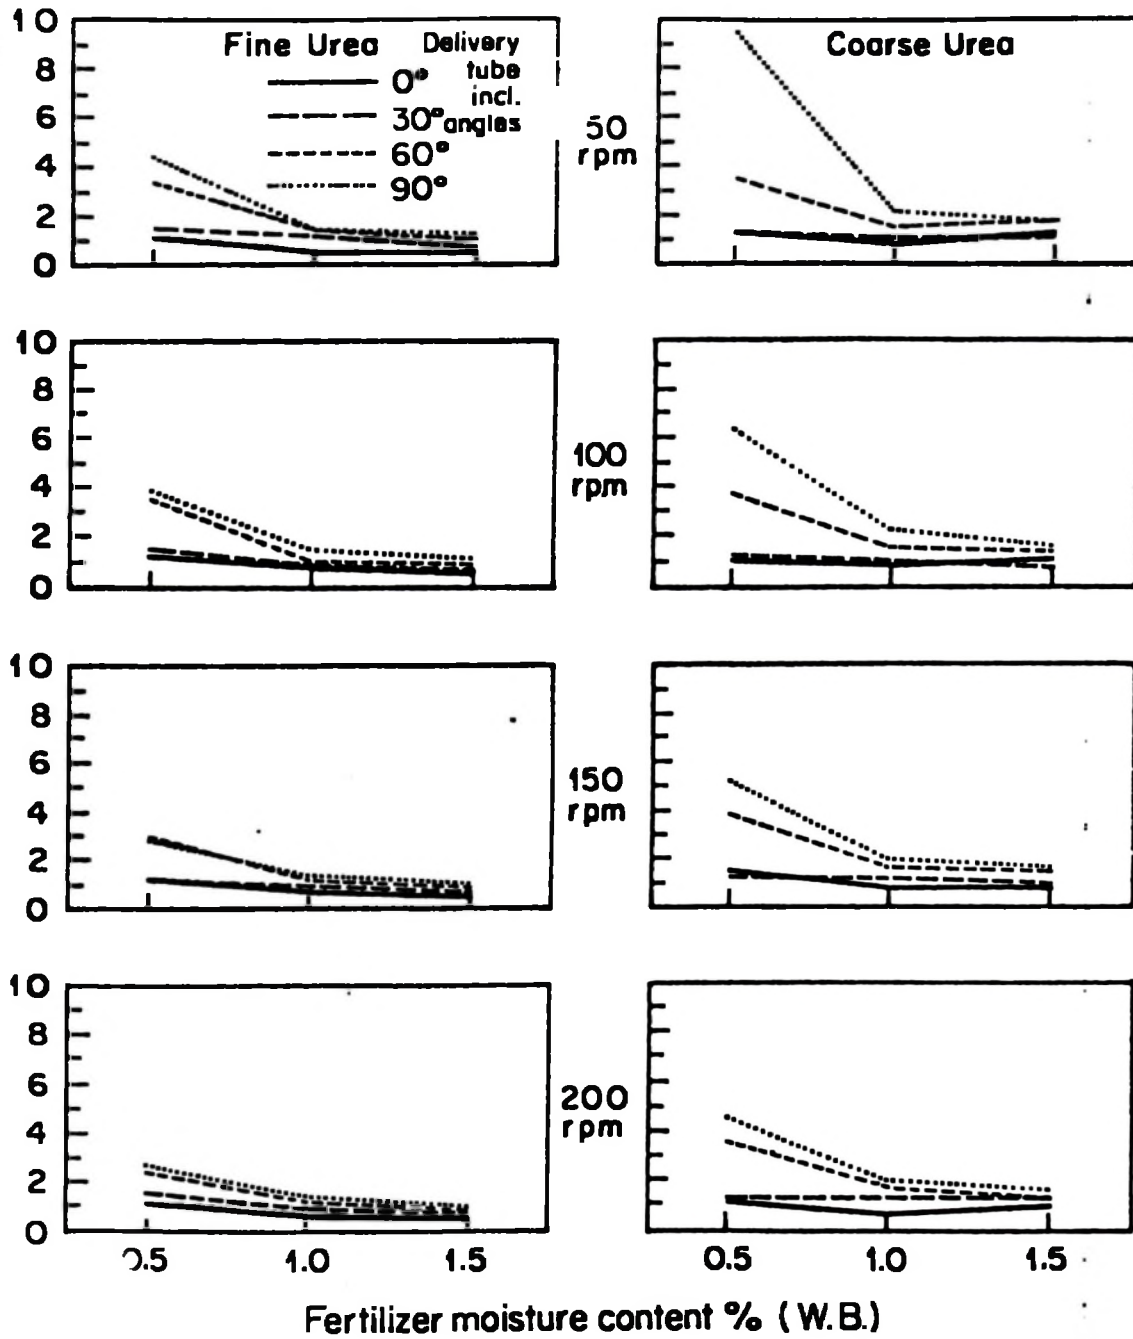 10
8
6
4
2
0
Fine Urea
Delivery
tube
incl.
angles
0°
30°
60°
90°
50
rpm
Coarse Urea
10
8
6
4
2
0
100
rpm
10
8
6
4
2
0
150
rpm
10
8
6
4
2
0
200
rpm
0.5 1.0 1.5
0.5 1.0 1.5
Fertilizer moisture content % (W.B.)